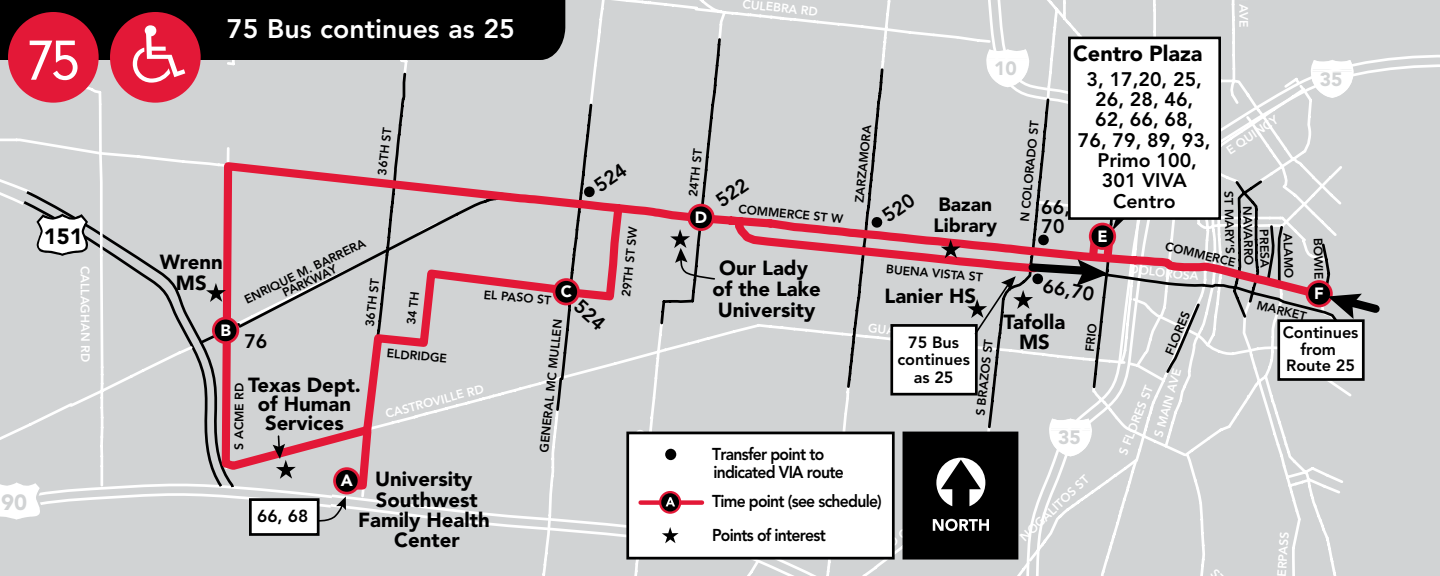 75
75 Bus continues as 25
CULEBRA RD
AVE
10
35
E QUINCY
Centro Plaza
3, 17,20, 25,
26, 28, 46,
62, 66, 68,
76, 79, 89, 93,
Primo 100,
301 VIVA
Centro
36TH ST
524
24TH ST
D
522
COMMERCE ST W
ZARZAMORA
520
Bazan
Library
N COLORADO ST
66,
70
E
COMMERCE
DOLOROSA
ST MARY'S
NAVARRO
PRESA
ALAMO
BOWIE
F
MARKET
Continues
from
Route 25
151
CALLAGHAN RD
Wrenn
MS
ENRIQUE M. BARRERA
PARKWAY
B
76
36TH ST
34 TH
ELDRIDGE
EL PASO ST
C
524
29TH ST SW
GENERAL MC MULLEN
Our Lady
of the Lake
University
BUENA VISTA ST
Lanier HS
66,70
Tafolla
MS
75 Bus
continues
as 25
S BRAZOS ST
FRIO
FLORES
S FLORES ST
S MAIN AVE
35
NOGALITOS ST
S ACME RD
Texas Dept.
of Human
Services
CASTROVILLE RD
A
University
Southwest
Family Health
Center
66, 68
90
Transfer point to
indicated VIA route
A
Time point (see schedule)
Points of interest
NORTH